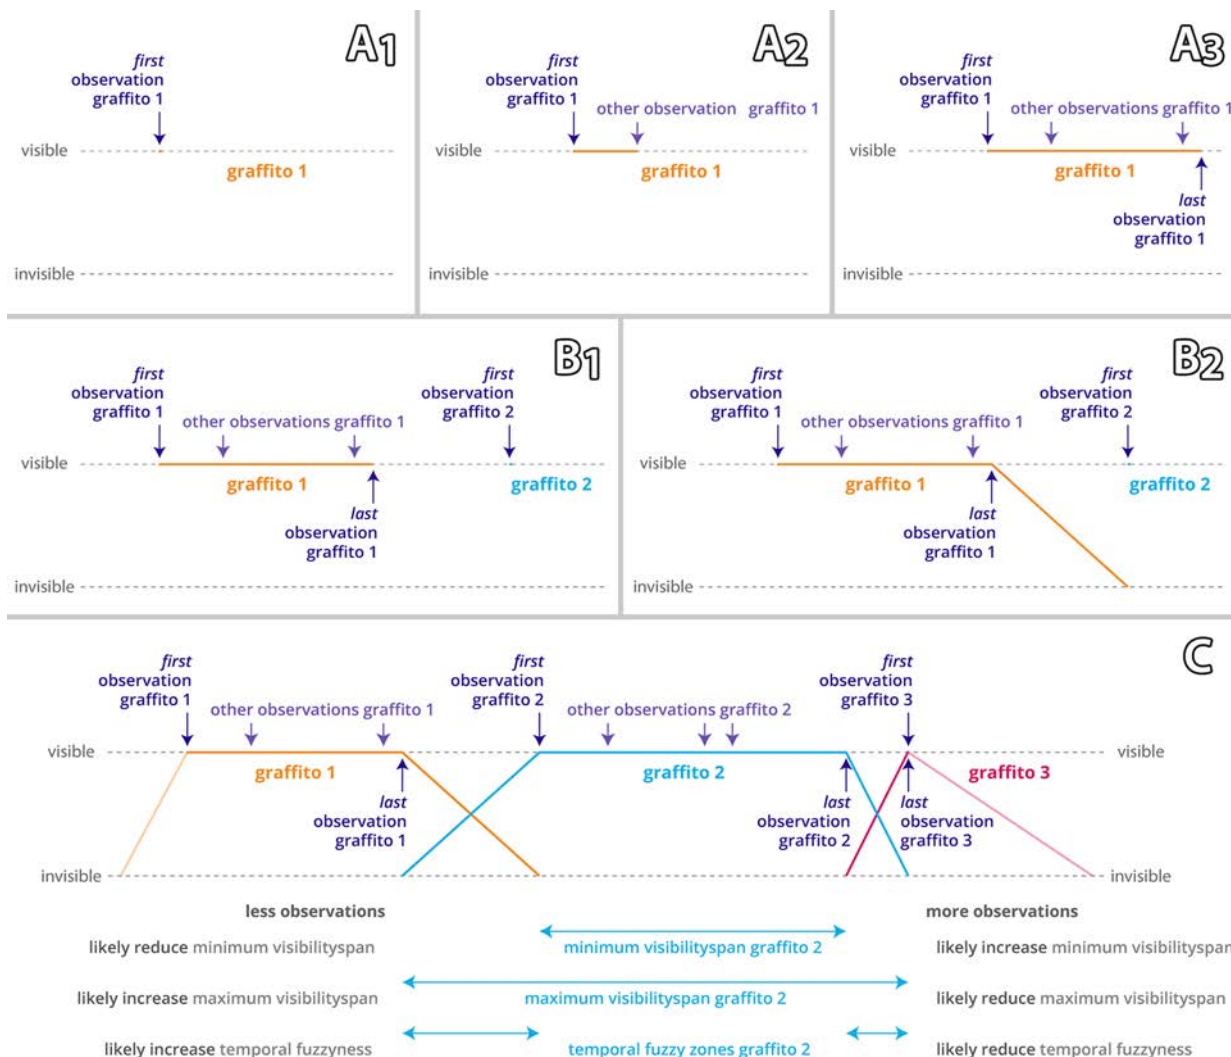 A1
first
observation
graffito 1
visible
graffito 1
invisible
A2
first
observation
graffito 1
other observation graffito 1
visible
graffito 1
invisible
A3
first
observation
graffito 1
other observations graffito 1
visible
graffito 1
last
observation
graffito 1
invisible
B1
first
observation
graffito 1
other observations graffito 1
first
observation
graffito 2
visible
graffito 1
graffito 2
last
observation
graffito 1
invisible
B2
first
observation
graffito 1
other observations graffito 1
first
observation
graffito 2
visible
graffito 1
graffito 2
last
observation
graffito 1
invisible
C
first
observation
graffito 1
other observations graffito 1
first
observation
graffito 2
other observations graffito 2
first
observation
graffito 3
visible
visible
graffito 1
graffito 2
graffito 3
last
observation
graffito 1
last
observation
graffito 2
last
observation
graffito 3
invisible
invisible
less observations
more observations
likely reduce minimum visibilityspan
minimum visibilityspan graffito 2
likely increase minimum visibilityspan
likely increase maximum visibilityspan
maximum visibilityspan graffito 2
likely reduce maximum visibilityspan
likely increase temporal fuzzyness
temporal fuzzy zones graffito 2
likely reduce temporal fuzzyness